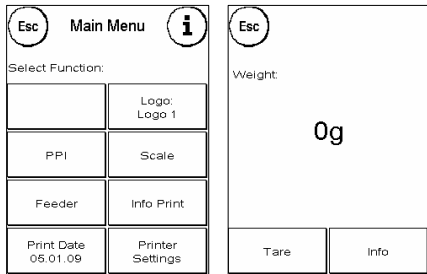 Esc Main Menu i
Select Function:
Logo:
Logo 1
PPI Scale
Feeder Info Print
Print Date
05.01.09
Printer
Settings
Esc
Weight:
0g
Tare Info